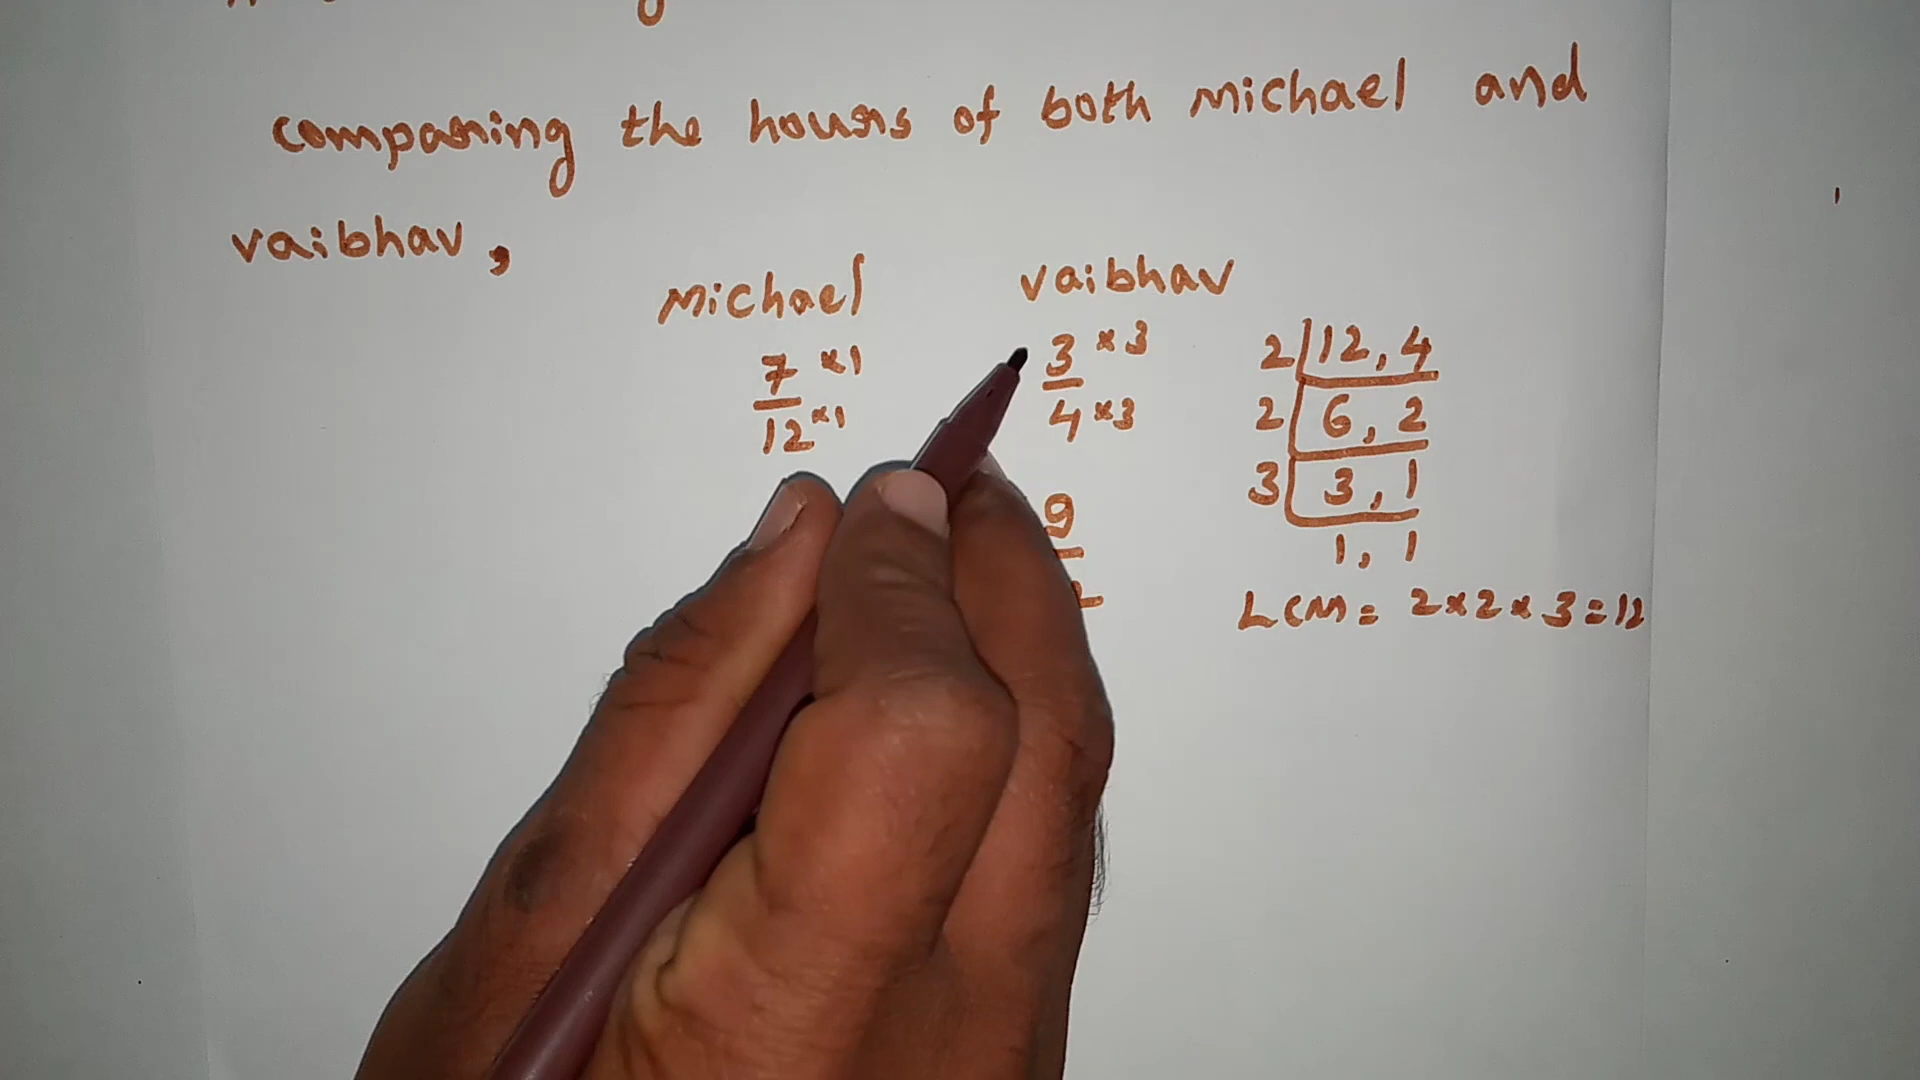 comparing the hours of both michael and
vaibhav,
Michael vaibhav
7 ×1 3 ×3 2 12, 4
12 ×1 4 ×3 2 6, 2
3 3, 1
9
1, 1
LCM = 2×2×3=12